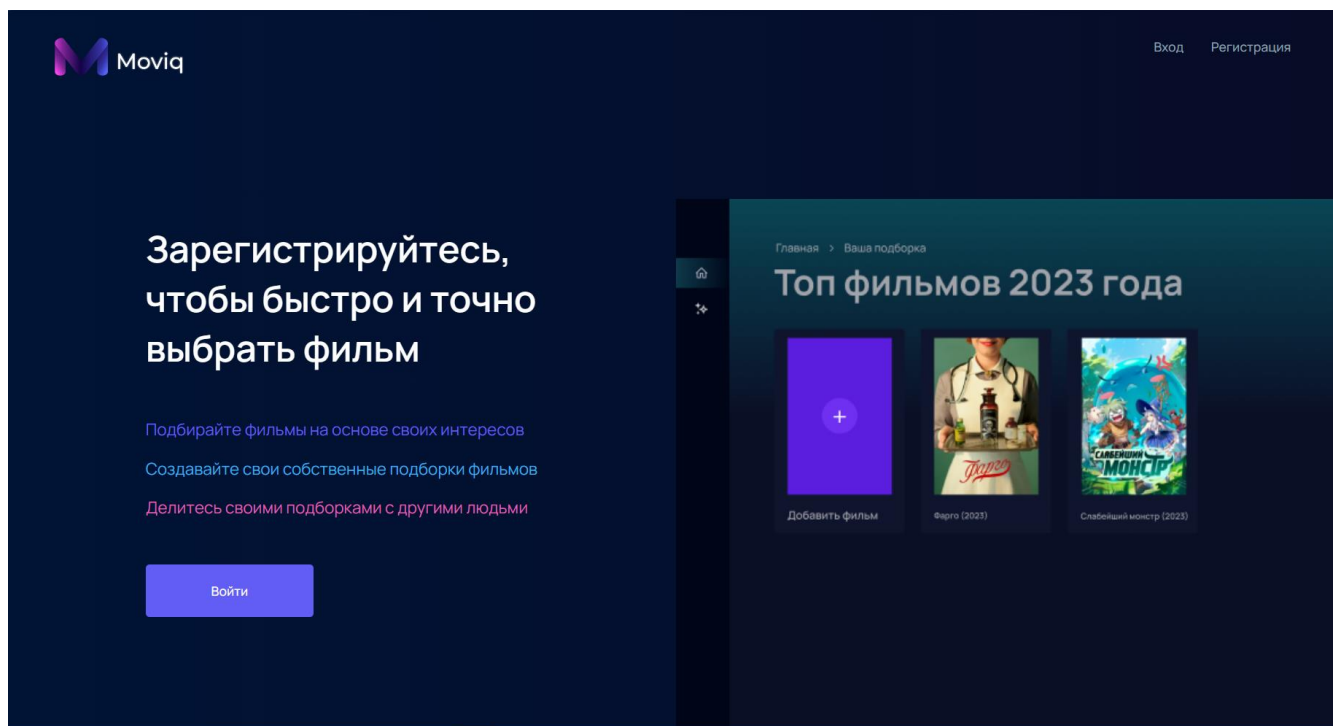 Moviq
Вход Регистрация
Зарегистрируйтесь,
чтобы быстро и точно
выбрать фильм
Подбирайте фильмы на основе своих интересов
Создавайте свои собственные подборки фильмов
Делитесь своими подборками с другими людьми
Войти
Главная > Ваша подборка
Топ фильмов 2023 года
Фарго
СЛАБЕЙШИЙ
МОНСТР
Добавить фильм
Фарго (2023)
Слабейший монстр (2023)